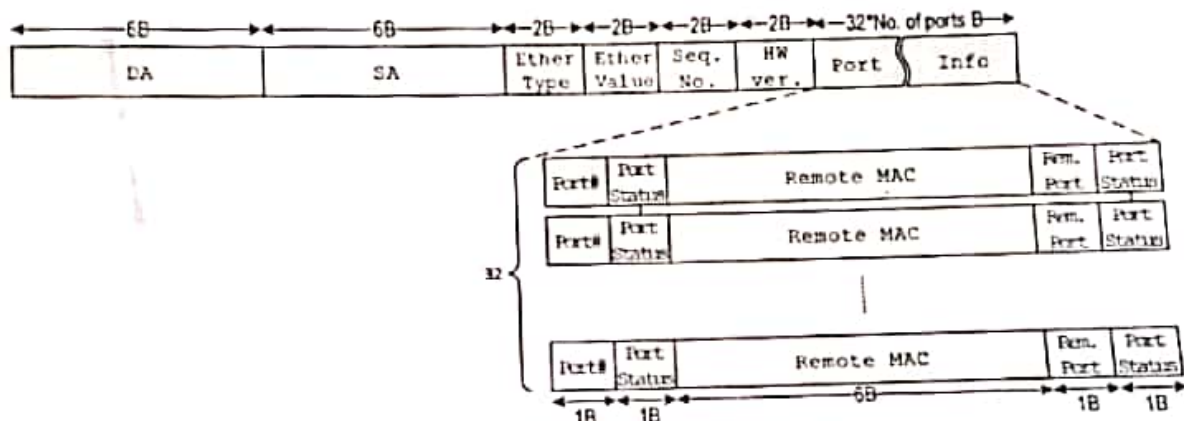 6B 6B 2B 2B 2B 2B 32*No. of ports B
DA SA Ether Type Ether Value Seq. No. HW ver. Port Info
Port# Port Status Remote MAC Rem. Port Port Status
Port# Port Status Remote MAC Rem. Port Port Status
32
Port# Port Status Remote MAC Rem. Port Port Status
1B 1B 6B 1B 1B